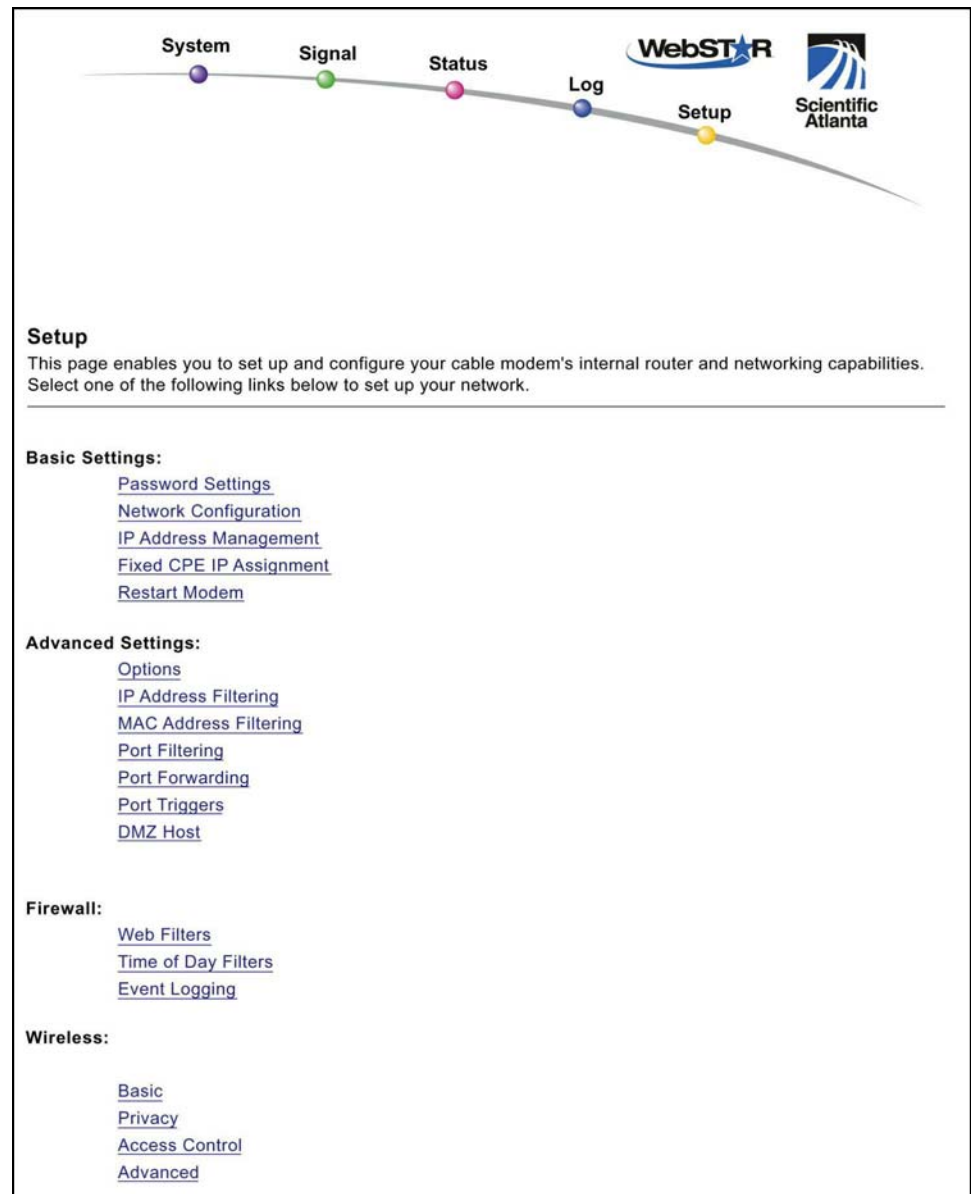 System
Signal
Status
Log
Setup
WebSTAR
Scientific
Atlanta
Setup
This page enables you to set up and configure your cable modem's internal router and networking capabilities.
Select one of the following links below to set up your network.
Basic Settings:
Password Settings
Network Configuration
IP Address Management
Fixed CPE IP Assignment
Restart Modem
Advanced Settings:
Options
IP Address Filtering
MAC Address Filtering
Port Filtering
Port Forwarding
Port Triggers
DMZ Host
Firewall:
Web Filters
Time of Day Filters
Event Logging
Wireless:
Basic
Privacy
Access Control
Advanced